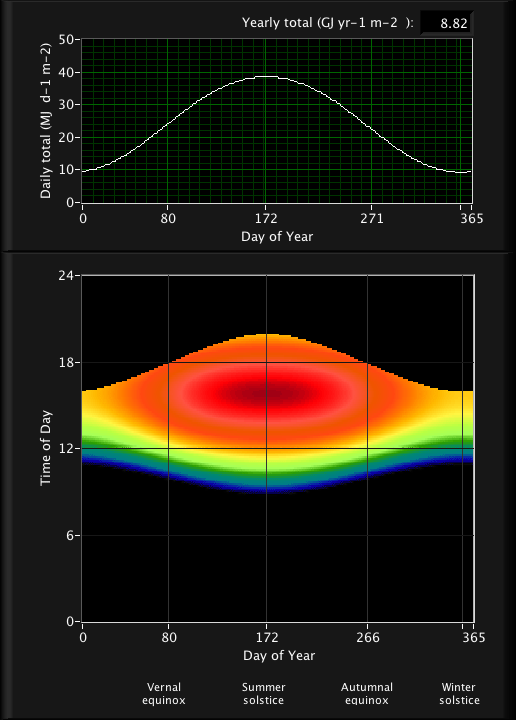 Yearly total (GJ yr-1 m-2 ): 8.82
Daily total (MJ d-1 m-2)
50
40
30
20
10
0
0 80 172 271 365
Day of Year
Time of Day
24
18
12
6
0
0 80 172 266 365
Day of Year
Vernal Summer Autumnal Winter
equinox solstice equinox solstice